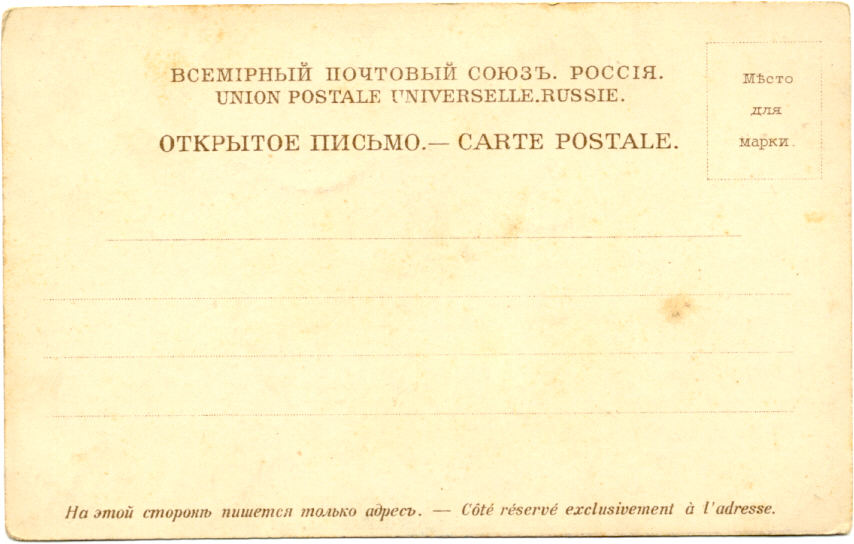 ВСЕМІРНЫЙ ПОЧТОВЫЙ СОЮЗЪ. РОССІЯ.
UNION POSTALE UNIVERSELLE.RUSSIE.
ОТКРЫТОЕ ПИСЬМО.— CARTE POSTALE.
Мѣсто
для
марки.
На этой сторонѣ пишется только адресъ. — Côté réservé exclusivement à l'adresse.